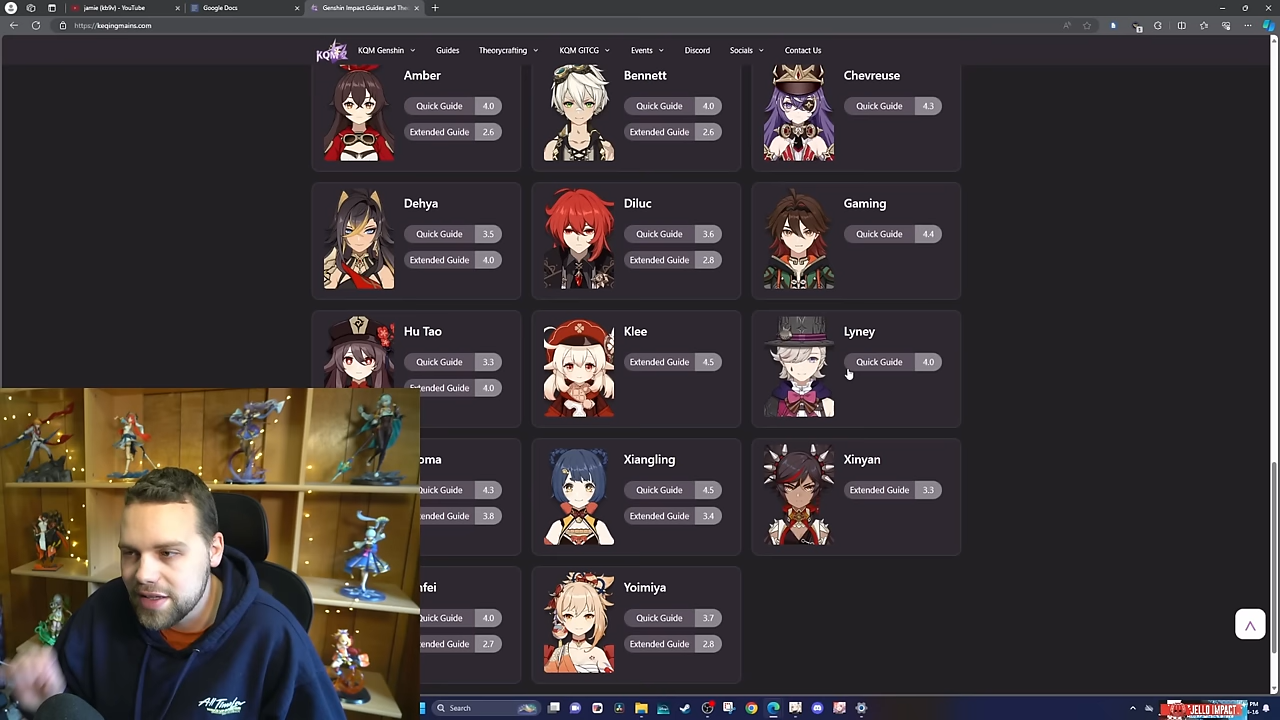 jamie (kb9v) - YouTube
Google Docs
Genshin Impact Guides and The
https://keqingmains.com
KQM
KQM Genshin
Guides
Theorycrafting
KQM GITCG
Events
Discord
Socials
Contact Us
Amber
Quick Guide 4.0
Extended Guide 2.6
Bennett
Quick Guide 4.0
Extended Guide 2.6
Chevreuse
Quick Guide 4.3
Dehya
Quick Guide 3.5
Extended Guide 4.0
Diluc
Quick Guide 3.6
Extended Guide 2.8
Gaming
Quick Guide 4.4
Hu Tao
Quick Guide 3.3
Extended Guide 4.0
Klee
Extended Guide 4.5
Lyney
Quick Guide 4.0
oma
Quick Guide 4.3
Extended Guide 3.8
Xiangling
Quick Guide 4.5
Extended Guide 3.4
Xinyan
Extended Guide 3.3
nfei
Quick Guide 4.0
Extended Guide 2.7
Yoimiya
Quick Guide 3.7
Extended Guide 2.8
Search
JELLO IMPACT